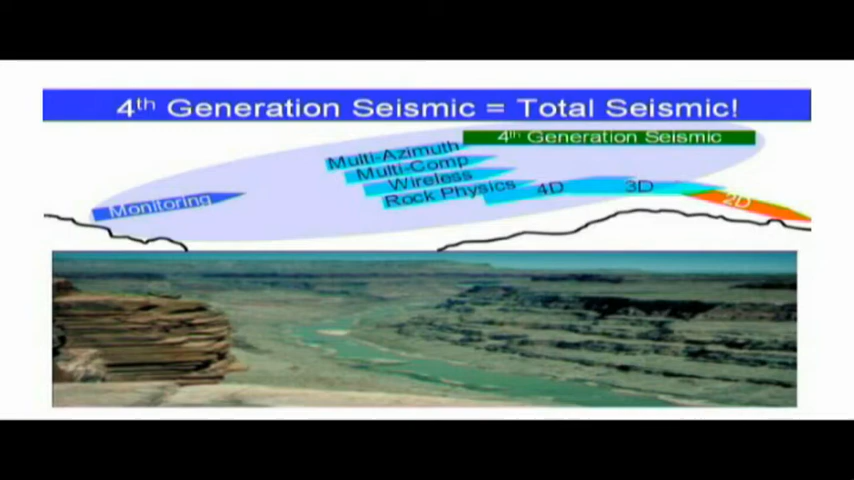 4th Generation Seismic = Total Seismic!
4th Generation Seismic
Multi-Azimuth
Multi-Comp
Wireless
Rock Physics
4D
3D
2D
Monitoring